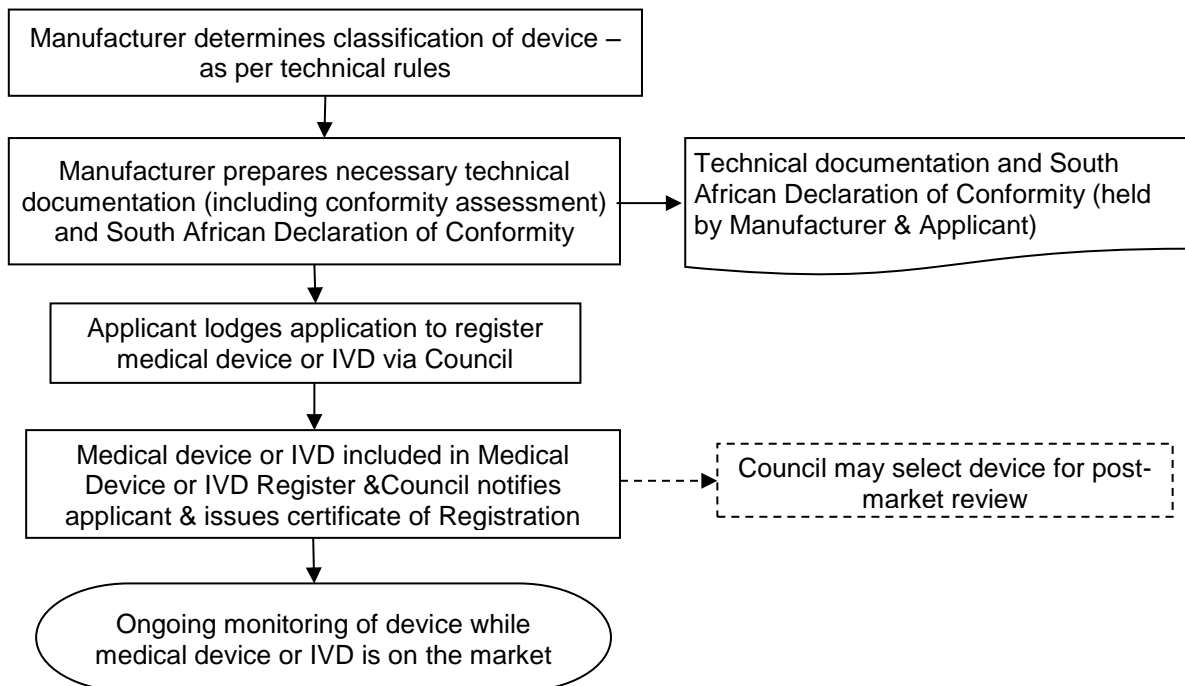 Manufacturer determines classification of device –
as per technical rules
Manufacturer prepares necessary technical
documentation (including conformity assessment)
and South African Declaration of Conformity
Technical documentation and South
African Declaration of Conformity (held
by Manufacturer & Applicant)
Applicant lodges application to register
medical device or IVD via Council
Medical device or IVD included in Medical
Device or IVD Register &Council notifies
applicant & issues certificate of Registration
Council may select device for post-
market review
Ongoing monitoring of device while
medical device or IVD is on the market